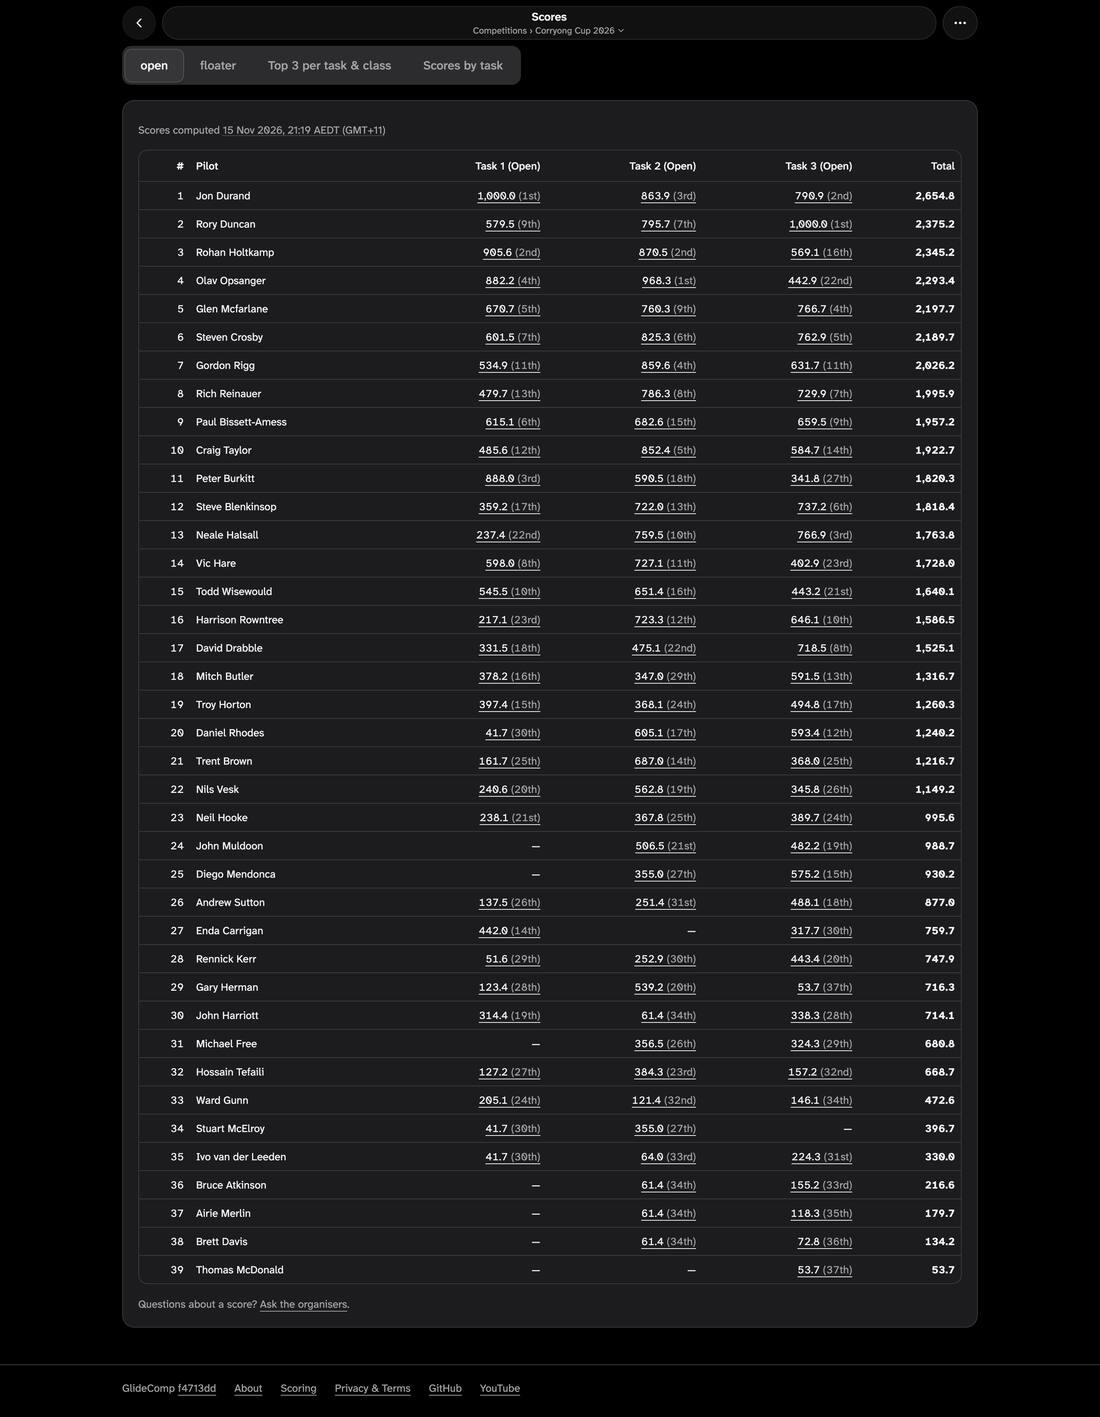 Scores
Competitions › Corryong Cup 2026
open floater Top 3 per task & class Scores by task
Scores computed 15 Nov 2026, 21:19 AEDT (GMT+11)
# Pilot Task 1 (Open) Task 2 (Open) Task 3 (Open) Total
1 Jon Durand 1,000.0 (1st) 863.9 (3rd) 790.9 (2nd) 2,654.8
2 Rory Duncan 579.5 (9th) 795.7 (7th) 1,000.0 (1st) 2,375.2
3 Rohan Holtkamp 905.6 (2nd) 870.5 (2nd) 569.1 (16th) 2,345.2
4 Olav Opsanger 882.2 (4th) 968.3 (1st) 442.9 (22nd) 2,293.4
5 Glen Mcfarlane 670.7 (5th) 760.3 (9th) 766.7 (4th) 2,197.7
6 Steven Crosby 601.5 (7th) 825.3 (6th) 762.9 (5th) 2,189.7
7 Gordon Rigg 534.9 (11th) 859.6 (4th) 631.7 (11th) 2,026.2
8 Rich Reinauer 479.7 (13th) 786.3 (8th) 729.9 (7th) 1,995.9
9 Paul Bissett-Amess 615.1 (6th) 682.6 (15th) 659.5 (9th) 1,957.2
10 Craig Taylor 485.6 (12th) 852.4 (5th) 584.7 (14th) 1,922.7
11 Peter Burkitt 888.0 (3rd) 590.5 (18th) 341.8 (27th) 1,820.3
12 Steve Blenkinsop 359.2 (17th) 722.0 (13th) 737.2 (6th) 1,818.4
13 Neale Halsall 237.4 (22nd) 759.5 (10th) 766.9 (3rd) 1,763.8
14 Vic Hare 598.0 (8th) 727.1 (11th) 402.9 (23rd) 1,728.0
15 Todd Wisewould 545.5 (10th) 651.4 (16th) 443.2 (21st) 1,640.1
16 Harrison Rowntree 217.1 (23rd) 723.3 (12th) 646.1 (10th) 1,586.5
17 David Drabble 331.5 (18th) 475.1 (22nd) 718.5 (8th) 1,525.1
18 Mitch Butler 378.2 (16th) 347.0 (29th) 591.5 (13th) 1,316.7
19 Troy Horton 397.4 (15th) 368.1 (24th) 494.8 (17th) 1,260.3
20 Daniel Rhodes 41.7 (30th) 605.1 (17th) 593.4 (12th) 1,240.2
21 Trent Brown 161.7 (25th) 687.0 (14th) 368.0 (25th) 1,216.7
22 Nils Vesk 240.6 (20th) 562.8 (19th) 345.8 (26th) 1,149.2
23 Neil Hooke 238.1 (21st) 367.8 (25th) 389.7 (24th) 995.6
24 John Muldoon — 506.5 (21st) 482.2 (19th) 988.7
25 Diego Mendonca — 355.0 (27th) 575.2 (15th) 930.2
26 Andrew Sutton 137.5 (26th) 251.4 (31st) 488.1 (18th) 877.0
27 Enda Carrigan 442.0 (14th) — 317.7 (30th) 759.7
28 Rennick Kerr 51.6 (29th) 252.9 (30th) 443.4 (20th) 747.9
29 Gary Herman 123.4 (28th) 539.2 (20th) 53.7 (37th) 716.3
30 John Harriott 314.4 (19th) 61.4 (34th) 338.3 (28th) 714.1
31 Michael Free — 356.5 (26th) 324.3 (29th) 680.8
32 Hossain Tefaili 127.2 (27th) 384.3 (23rd) 157.2 (32nd) 668.7
33 Ward Gunn 205.1 (24th) 121.4 (32nd) 146.1 (34th) 472.6
34 Stuart McElroy 41.7 (30th) 355.0 (27th) — 396.7
35 Ivo van der Leeden 41.7 (30th) 64.0 (33rd) 224.3 (31st) 330.0
36 Bruce Atkinson — 61.4 (34th) 155.2 (33rd) 216.6
37 Airie Merlin — 61.4 (34th) 118.3 (35th) 179.7
38 Brett Davis — 61.4 (34th) 72.8 (36th) 134.2
39 Thomas McDonald — — 53.7 (37th) 53.7
Questions about a score? Ask the organisers.
GlideComp f4713dd About Scoring Privacy & Terms GitHub YouTube